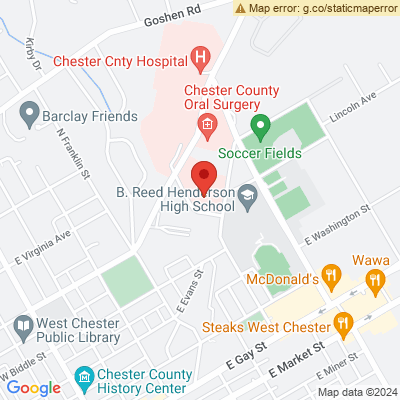 Map error: g.co/staticmaperror
Goshen Rd
Kirby Dr
Chester Cnty Hospital
H
Chester County
Oral Surgery
Lincoln Ave
Barclay Friends
N Franklin St
Soccer Fields
B. Reed Henderson
High School
E Washington St
E Virginia Ave
Wawa
McDonald's
E Evans St
West Chester
Public Library
Steaks West Chester
E Gay St
E Market St
W Biddle St
E Miner St
Chester County
History Center
Google
Map data ©2024